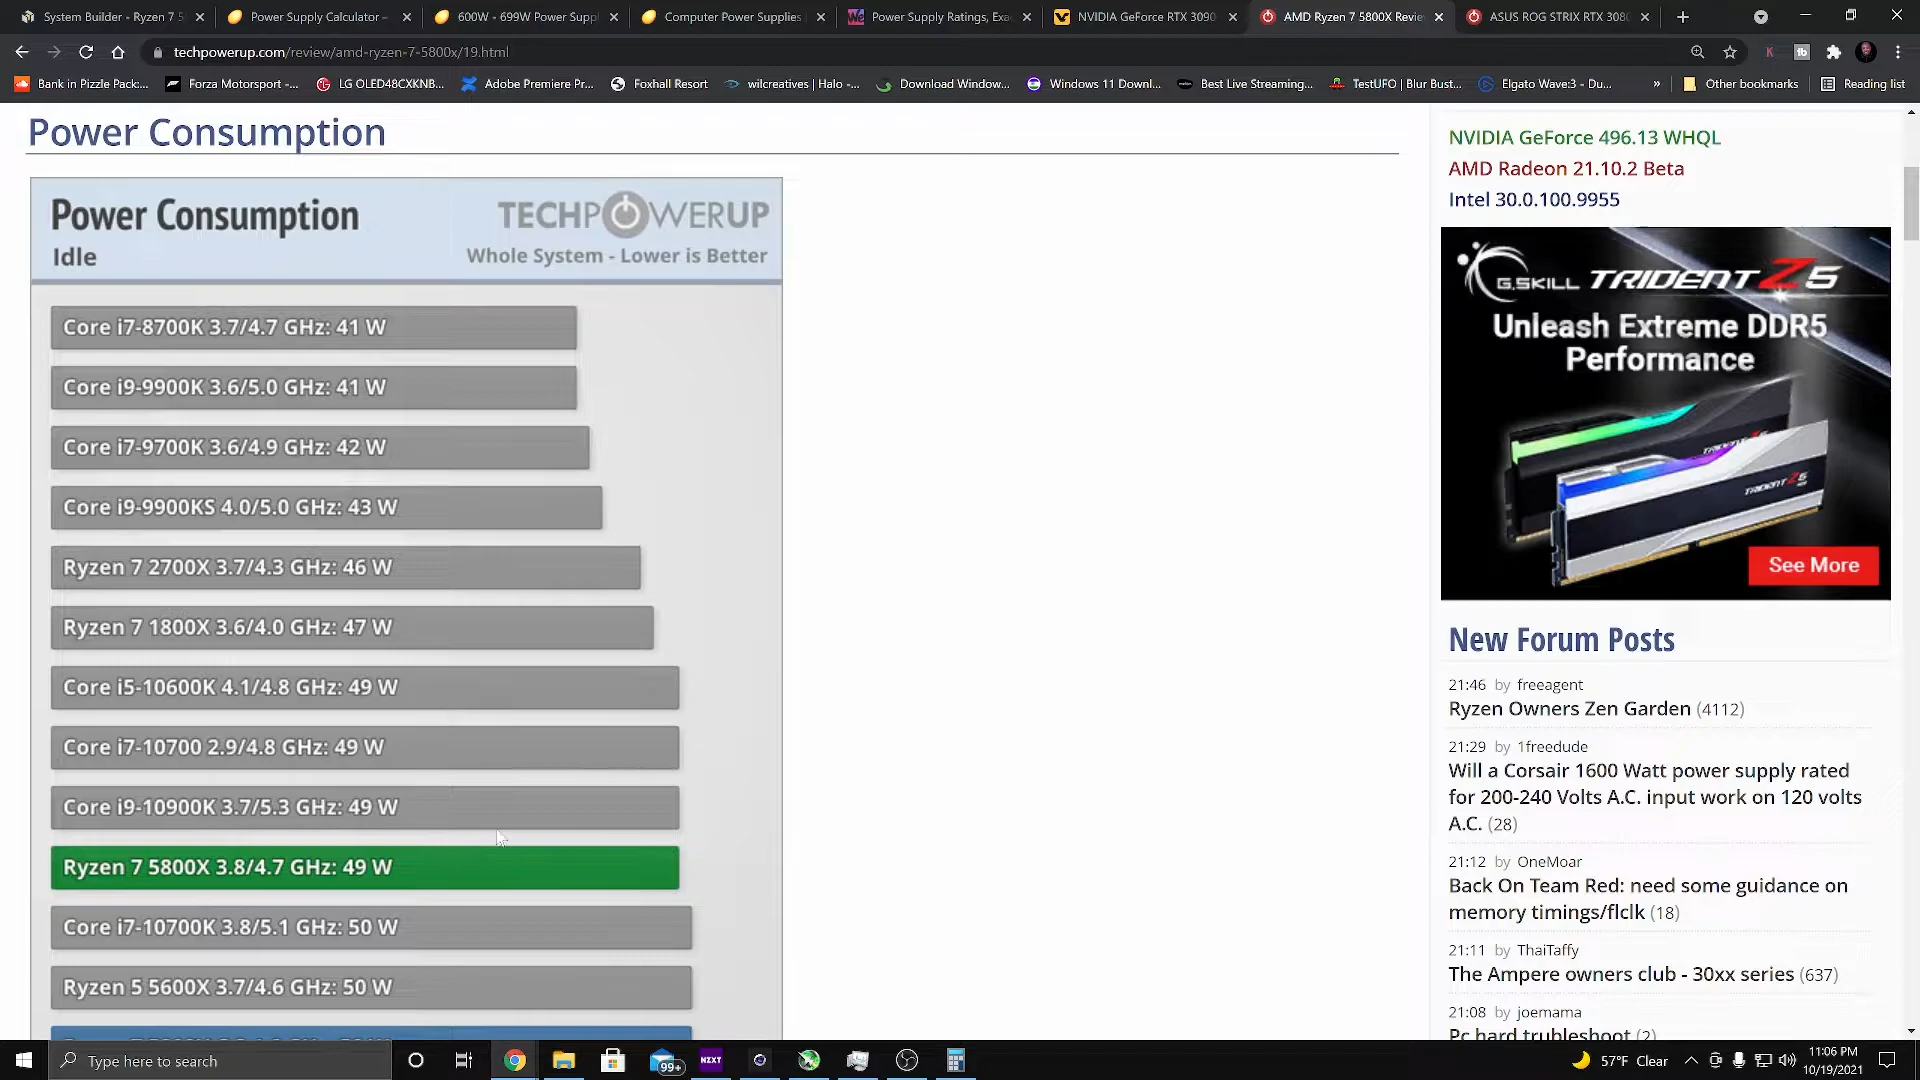 System Builder - Ryzen 7 5
Power Supply Calculator -
600W - 699W Power Suppl
Computer Power Supplies
Power Supply Ratings, Exa
NVIDIA GeForce RTX 3090
AMD Ryzen 7 5800X Revie
ASUS ROG STRIX RTX 308
techpowerup.com/review/amd-ryzen-7-5800x/19.html
Bank in Pizzle Pack:...
Forza Motorsport -...
LG OLED48CXKNB...
Adobe Premiere Pr...
Foxhall Resort
wilcreatives | Halo -...
Download Window...
Windows 11 Downl...
Best Live Streaming...
TestUFO | Blur Bust...
Elgato Wave:3 - Du...
»
Other bookmarks
Reading list
Power Consumption
Power Consumption
TECHPOWERUP
Idle
Whole System - Lower is Better
Core i7-8700K 3.7/4.7 GHz: 41 W
Core i9-9900K 3.6/5.0 GHz: 41 W
Core i7-9700K 3.6/4.9 GHz: 42 W
Core i9-9900KS 4.0/5.0 GHz: 43 W
Ryzen 7 2700X 3.7/4.3 GHz: 46 W
Ryzen 7 1800X 3.6/4.0 GHz: 47 W
Core i5-10600K 4.1/4.8 GHz: 49 W
Core i7-10700 2.9/4.8 GHz: 49 W
Core i9-10900K 3.7/5.3 GHz: 49 W
Ryzen 7 5800X 3.8/4.7 GHz: 49 W
Core i7-10700K 3.8/5.1 GHz: 50 W
Ryzen 5 5600X 3.7/4.6 GHz: 50 W
NVIDIA GeForce 496.13 WHQL
AMD Radeon 21.10.2 Beta
Intel 30.0.100.9955
G.SKILL TRIDENT Z5
Unleash Extreme DDR5
Performance
TRIDENT Z5
See More
New Forum Posts
21:46 by freeagent
Ryzen Owners Zen Garden (4112)
21:29 by 1freedude
Will a Corsair 1600 Watt power supply rated
for 200-240 Volts A.C. input work on 120 volts
A.C. (28)
21:12 by OneMoar
Back On Team Red: need some guidance on
memory timings/flclk (18)
21:11 by ThaiTaffy
The Ampere owners club - 30xx series (637)
21:08 by joemama
Pc hard trubleshoot (2)
Type here to search
99+
NZXT
57°F Clear
11:06 PM
10/19/2021